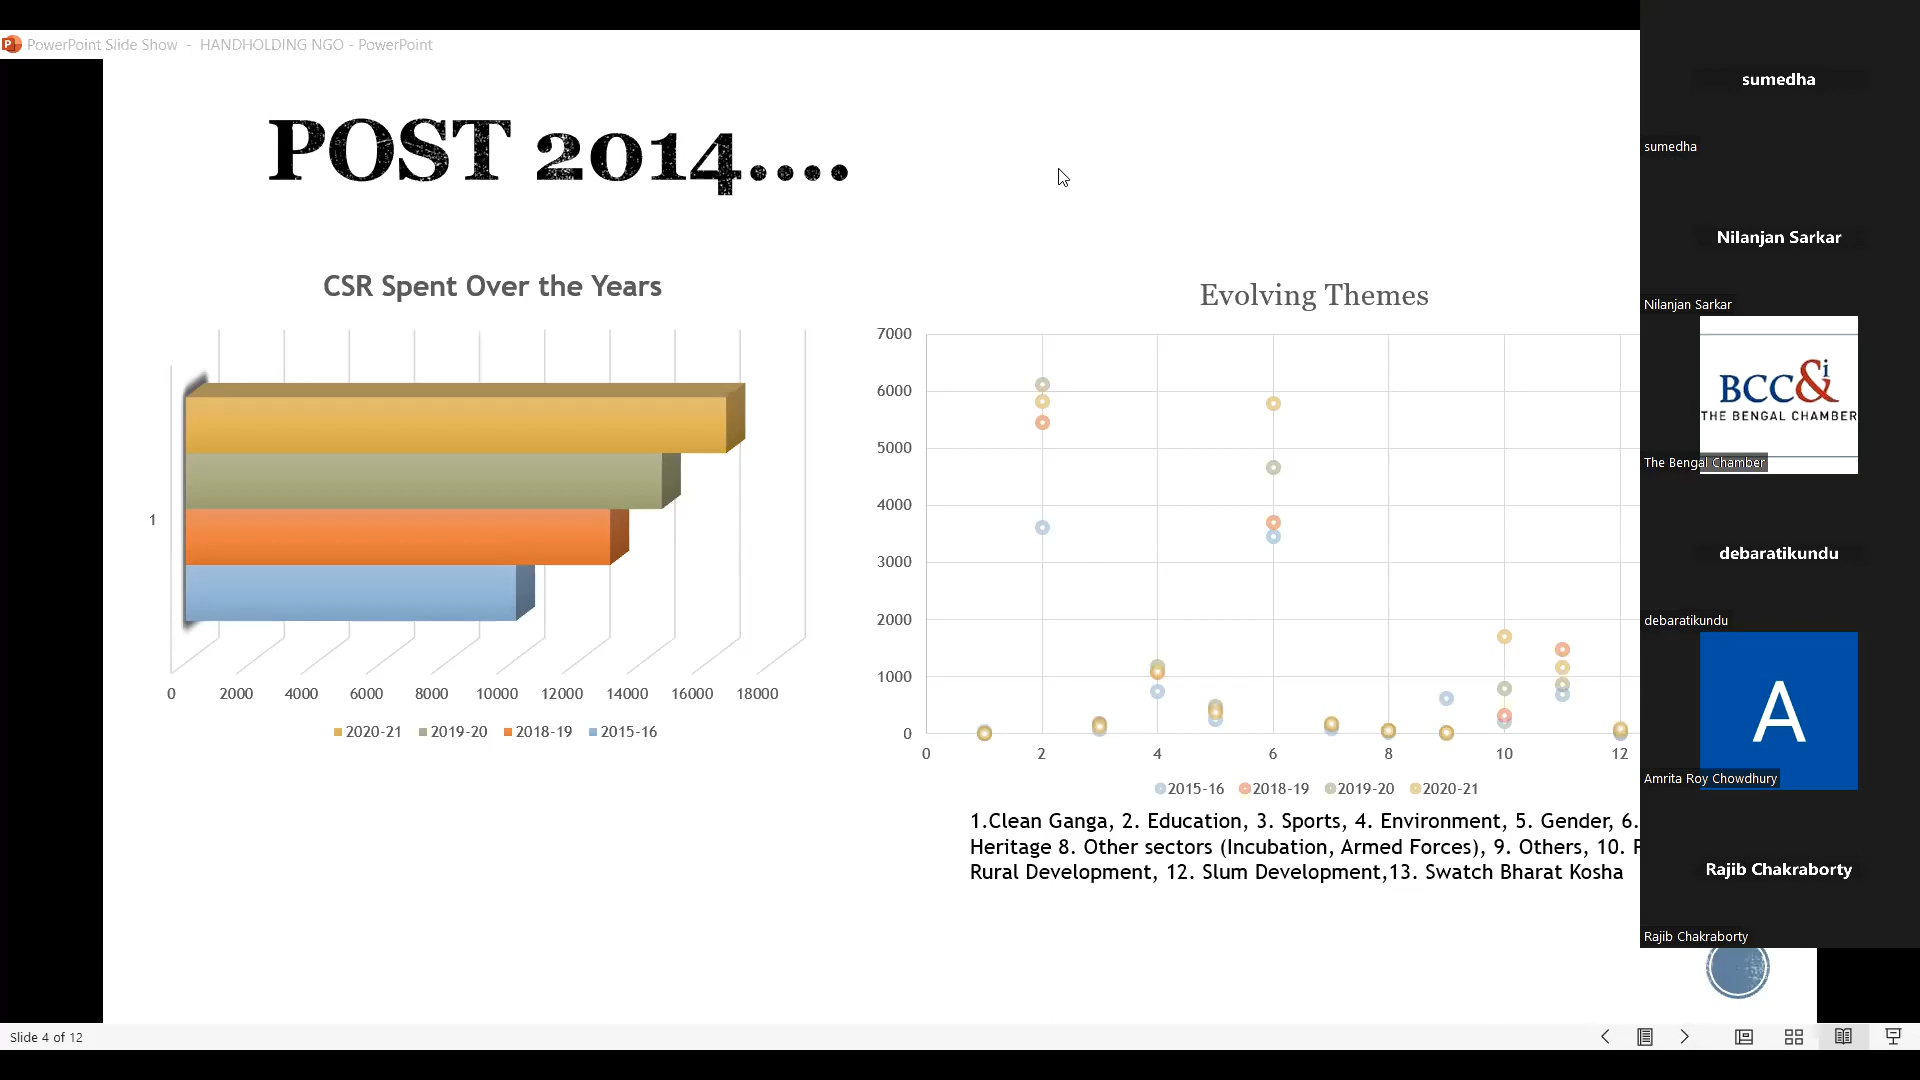 PowerPoint Slide Show - HANDHOLDING NGO - PowerPoint
POST 2014....
CSR Spent Over the Years
1
0 2000 4000 6000 8000 10000 12000 14000 16000 18000
2020-21 2019-20 2018-19 2015-16
Evolving Themes
7000
6000
5000
4000
3000
2000
1000
0
0 2 4 6 8 10 12
2015-16 2018-19 2019-20 2020-21
1.Clean Ganga, 2. Education, 3. Sports, 4. Environment, 5. Gender, 6.
Heritage 8. Other sectors (Incubation, Armed Forces), 9. Others, 10.
Rural Development, 12. Slum Development,13. Swatch Bharat Kosha
sumedha
sumedha
Nilanjan Sarkar
Nilanjan Sarkar
BCC&i
THE BENGAL CHAMBER
The Bengal Chamber
debaratikundu
debaratikundu
A
Amrita Roy Chowdhury
Rajib Chakraborty
Rajib Chakraborty
Slide 4 of 12